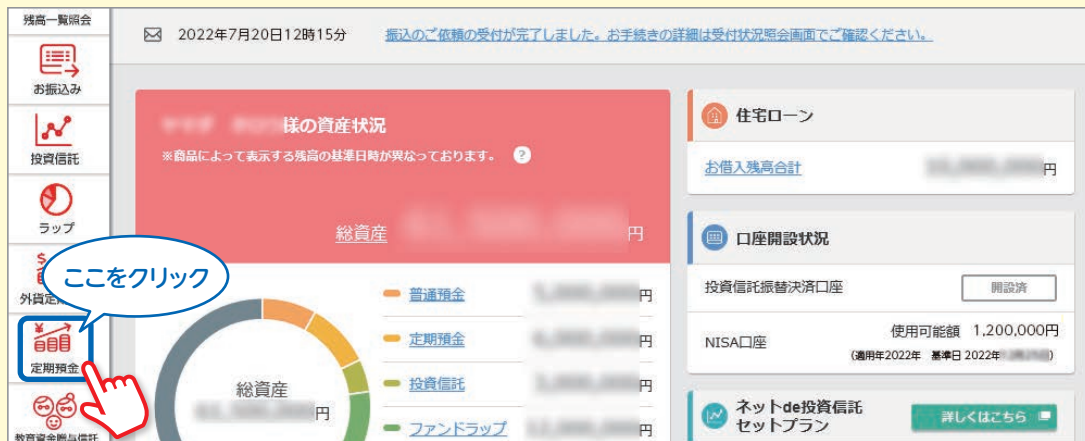 残高一覧照会
お振込み
投資信託
ラップ
外貨定
定期預金
教育資金贈与信託
ここをクリック
2022年7月20日12時15分 振込のご依頼の受付が完了しました。お手続きの詳細は受付状況照会画面でご確認ください。
様の資産状況
※商品によって表示する残高の基準日時が異なっております。 ?
総資産 円
総資産
円
普通預金 円
定期預金 円
投資信託 円
ファンドラップ 円
住宅ローン
お借入残高合計 円
口座開設状況
投資信託振替決済口座 開設済
NISA口座 使用可能額 1,200,000円
(適用年2022年 基準日 2022年
ネットde投資信託
セットプラン
詳しくはこちら